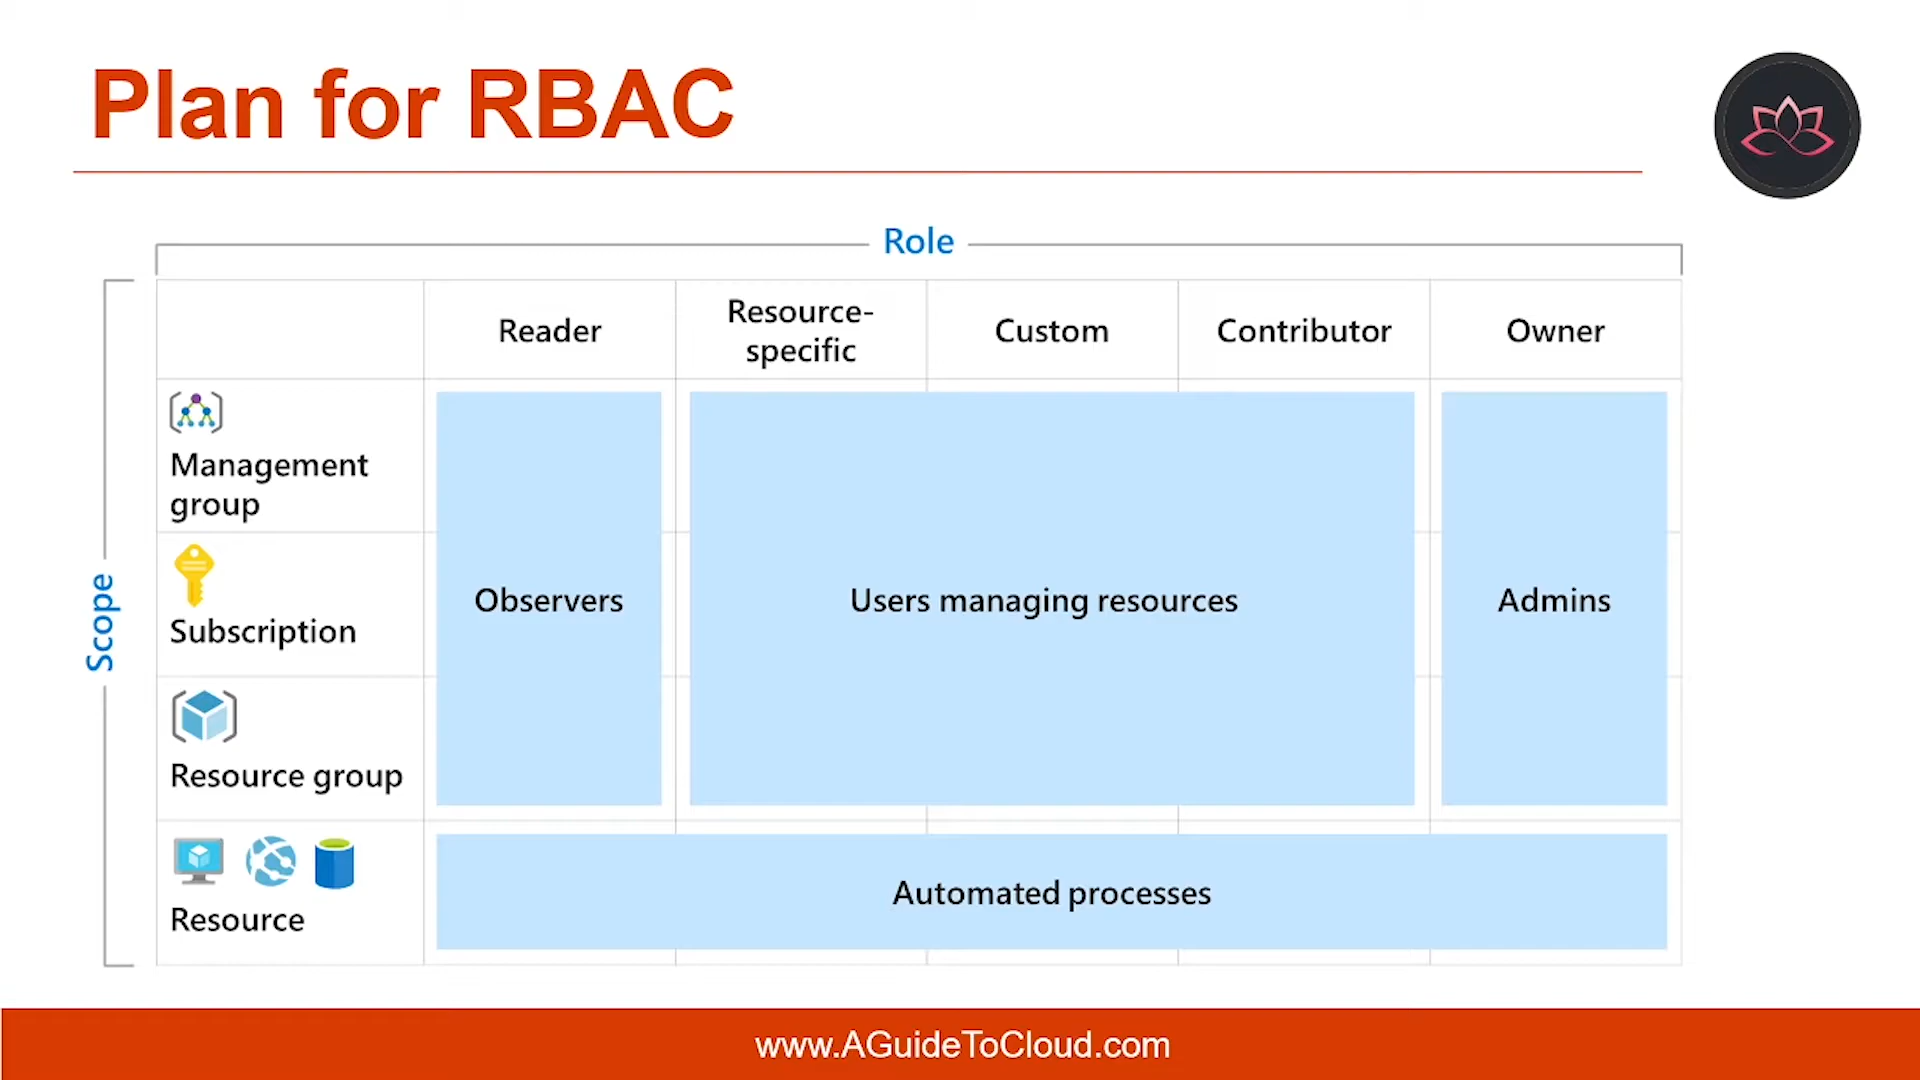 Plan for RBAC
Role
Scope
Reader
Resource-
specific
Custom
Contributor
Owner
Management
group
Subscription
Resource group
Resource
Observers
Users managing resources
Admins
Automated processes
www.AGuideToCloud.com